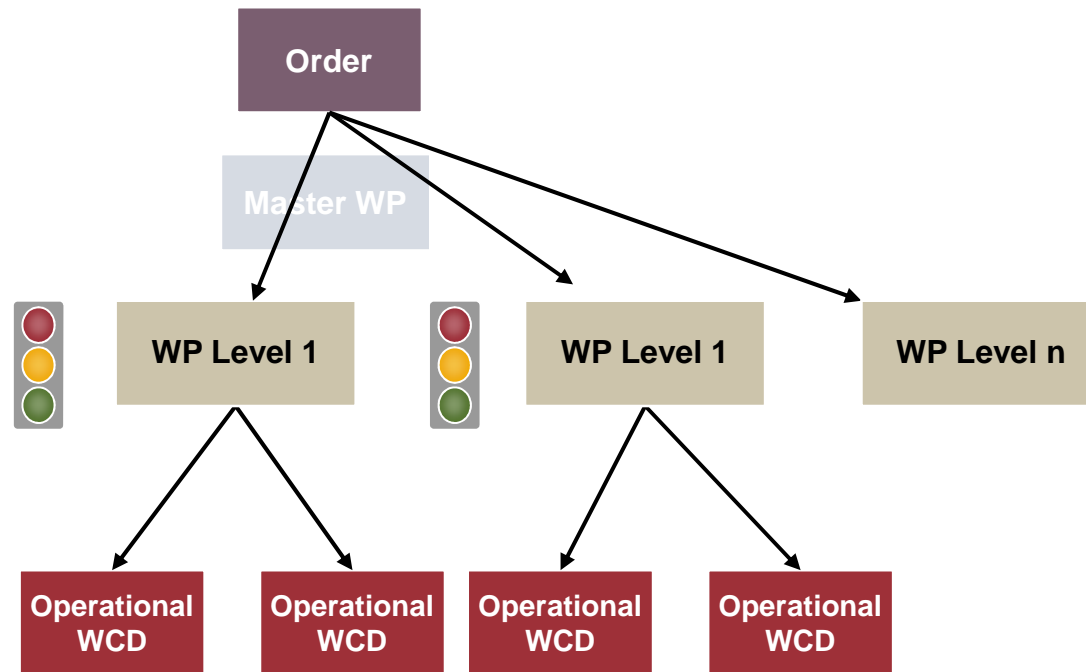 Order
Master WP
WP Level 1
WP Level 1
WP Level n
Operational
WCD
Operational
WCD
Operational
WCD
Operational
WCD